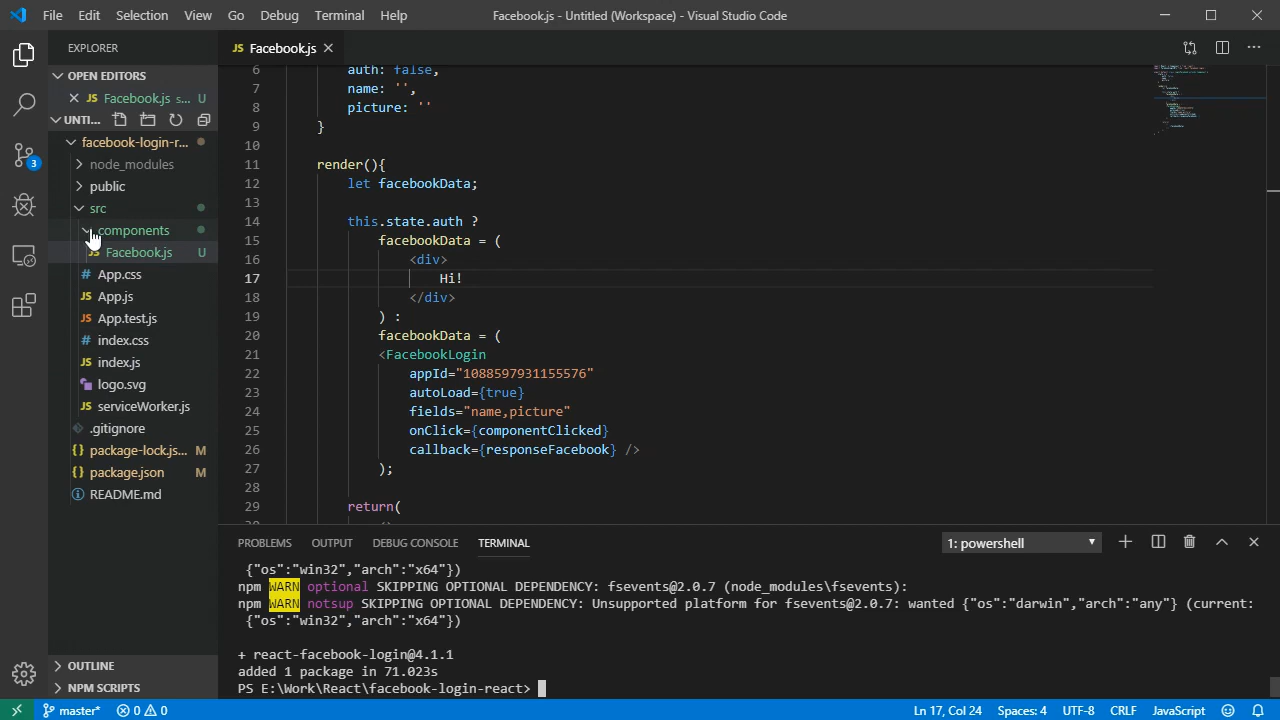 File Edit Selection View Go Debug Terminal Help Facebook.js - Untitled (Workspace) - Visual Studio Code
EXPLORER
JS Facebook.js
OPEN EDITORS
JS Facebook.js s... U
UNTI...
facebook-login-r...
node_modules
public
src
components
JS Facebook.js U
# App.css
JS App.js
JS App.test.js
# index.css
JS index.js
logo.svg
JS serviceWorker.js
.gitignore
{} package-lock.js... M
{} package.json M
README.md
OUTLINE
NPM SCRIPTS
3
6 auth: false,
7 name: '',
8 picture: ''
9 }
10
11 render(){
12 let facebookData;
13
14 this.state.auth ?
15 facebookData = (
16 <div>
17 Hi!
18 </div>
19 ) :
20 facebookData = (
21 <FacebookLogin
22 appId="1088597931155576"
23 autoLoad={true}
24 fields="name,picture"
25 onClick={componentClicked}
26 callback={responseFacebook} />
27 );
28
29 return(
PROBLEMS OUTPUT DEBUG CONSOLE TERMINAL 1: powershell
{"os":"win32","arch":"x64"})
npm WARN optional SKIPPING OPTIONAL DEPENDENCY: fsevents@2.0.7 (node_modules\fsevents):
npm WARN notsup SKIPPING OPTIONAL DEPENDENCY: Unsupported platform for fsevents@2.0.7: wanted {"os":"darwin","arch":"any"} (current:
{"os":"win32","arch":"x64"})
+ react-facebook-login@4.1.1
added 1 package in 71.023s
PS E:\Work\React\facebook-login-react>
master* 0 0 Ln 17, Col 24 Spaces: 4 UTF-8 CRLF JavaScript